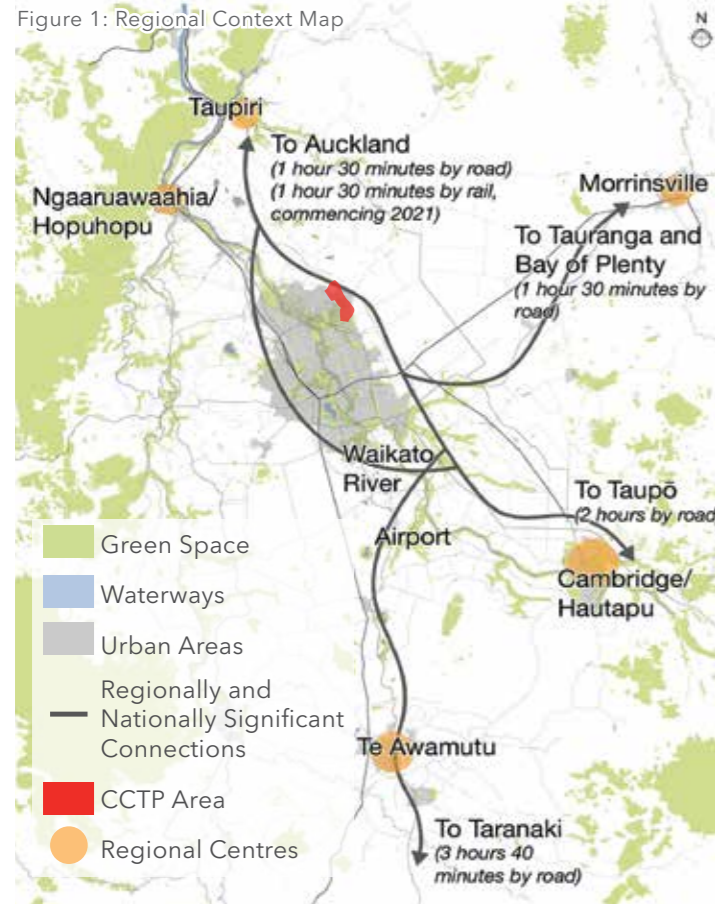 Figure 1: Regional Context Map
N
Taupiri
To Auckland
(1 hour 30 minutes by road)
(1 hour 30 minutes by rail,
commencing 2021)
Ngaaruawaahia/
Hopuhopu
Morrinsville
To Tauranga and
Bay of Plenty
(1 hour 30 minutes by
road)
Waikato
River
To Taupō
(2 hours by road
Airport
Cambridge/
Hautapu
Green Space
Waterways
Urban Areas
Regionally and
Nationally Significant
Connections
CCTP Area
Regional Centres
Te Awamutu
To Taranaki
(3 hours 40
minutes by road)